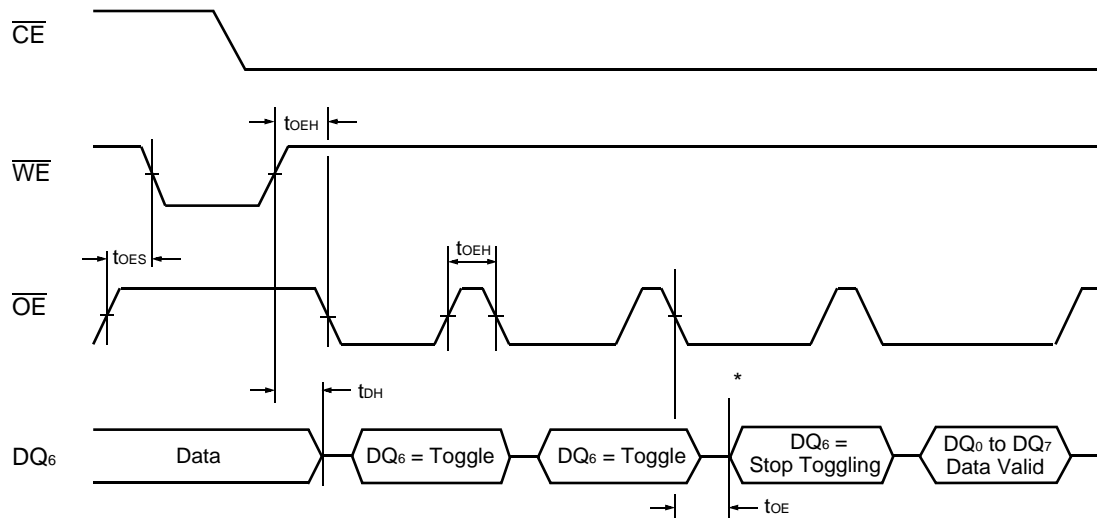 CE
tOEH
WE
tOES
tOEH
OE
*
tDH
DQ6
Data
DQ6 = Toggle
DQ6 = Toggle
DQ6 =
Stop Toggling
DQ0 to DQ7
Data Valid
tOE